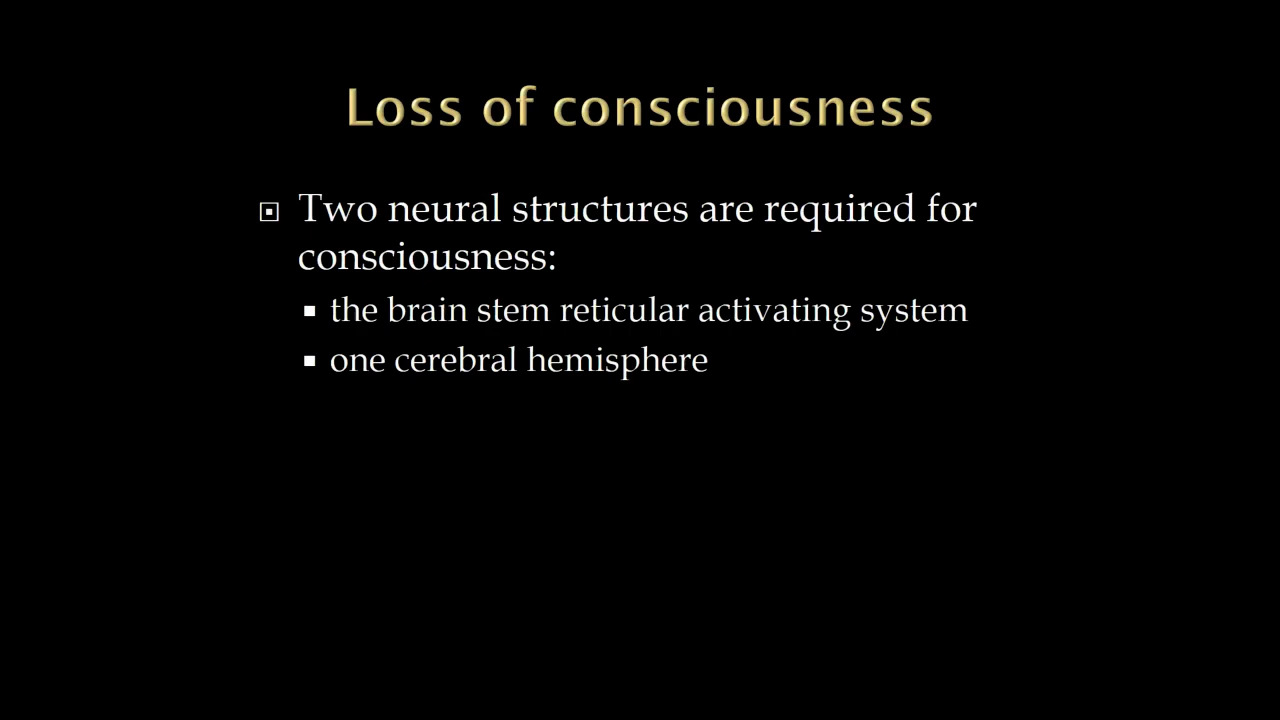 Loss of consciousness
Two neural structures are required for
consciousness:
the brain stem reticular activating system
one cerebral hemisphere